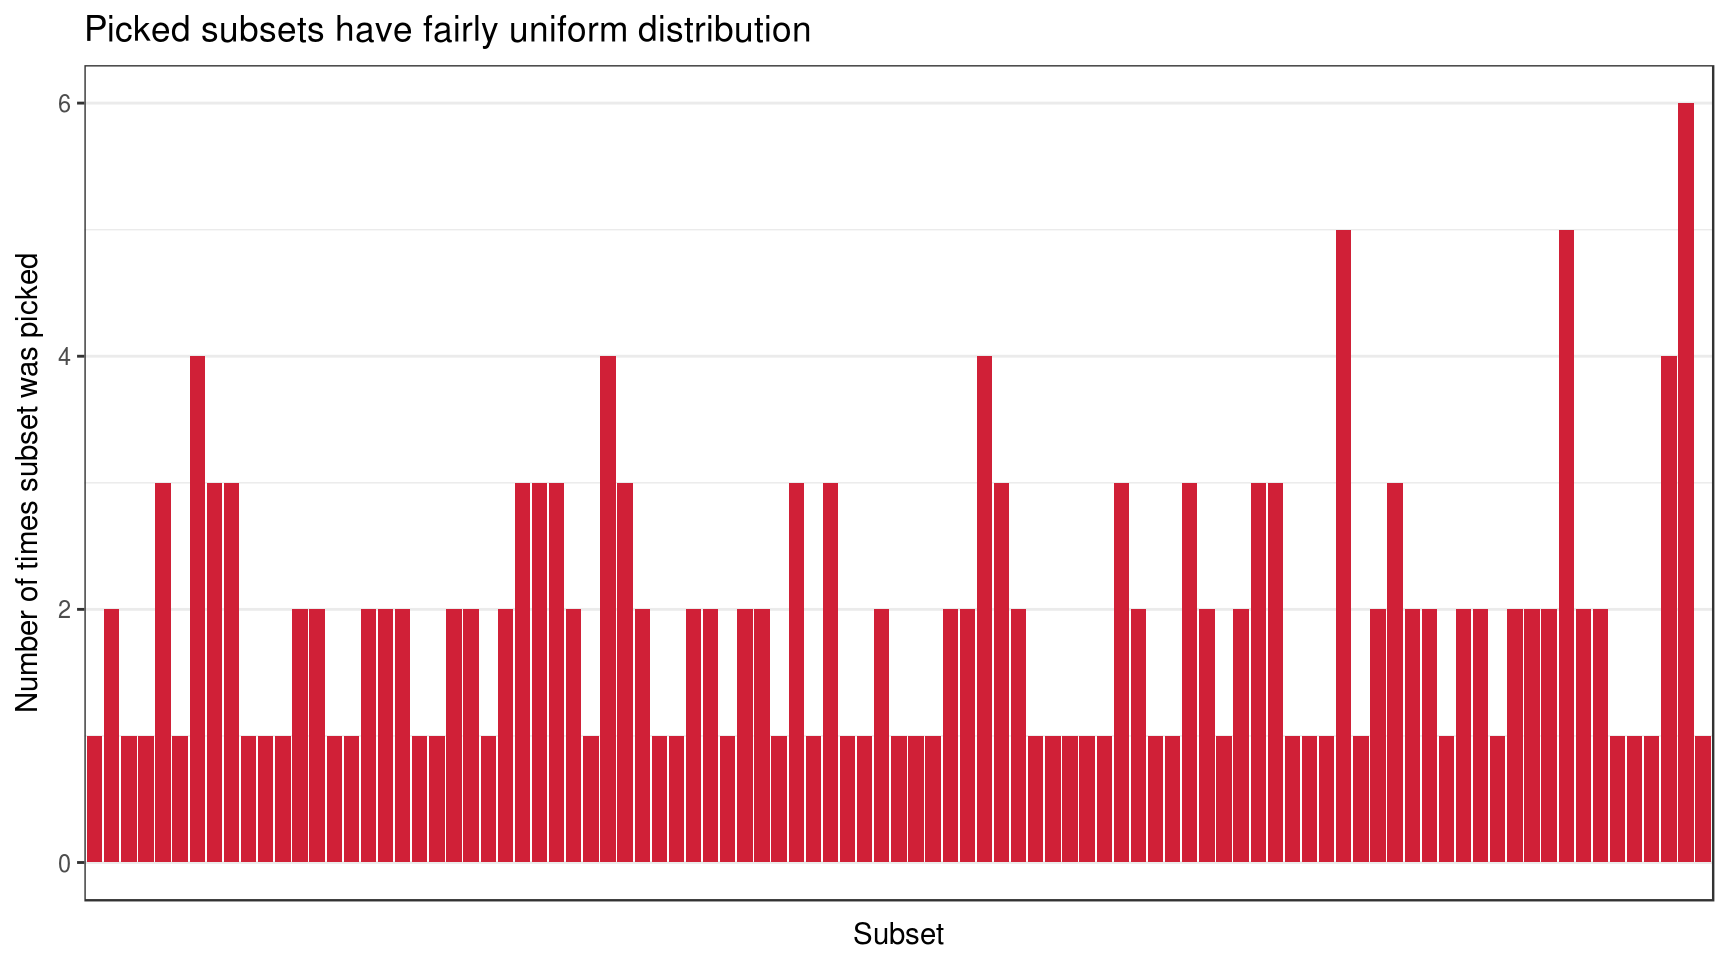 Picked subsets have fairly uniform distribution
Number of times subset was picked
6
4
2
0
Subset